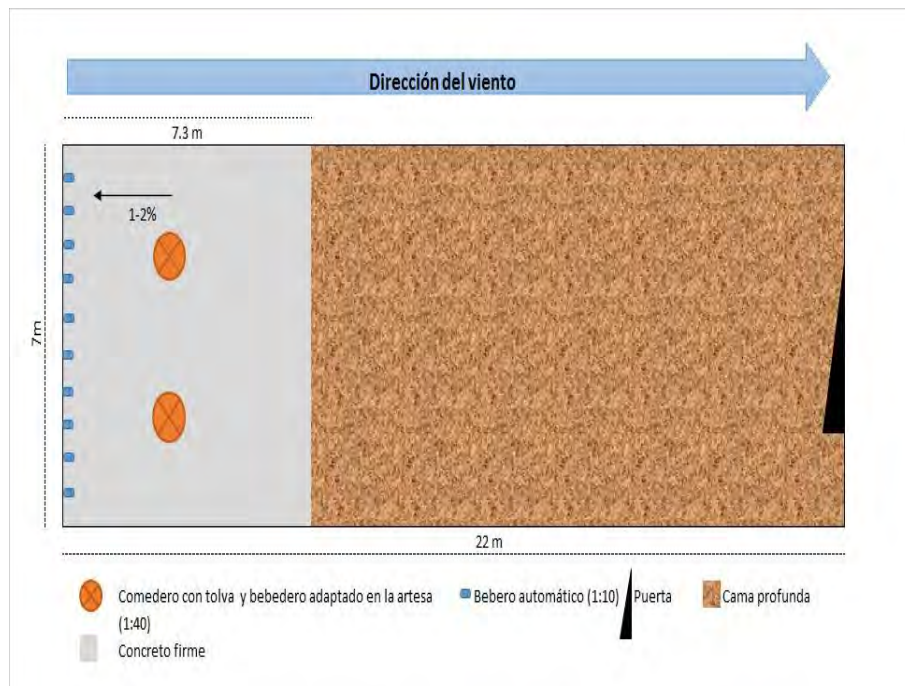 Dirección del viento
7.3 m
1-2%
7m
22 m
Comedero con tolva y bebedero adaptado en la artesa
(1:40)
Bebero automático (1:10)
Puerta
Cama profunda
Concreto firme